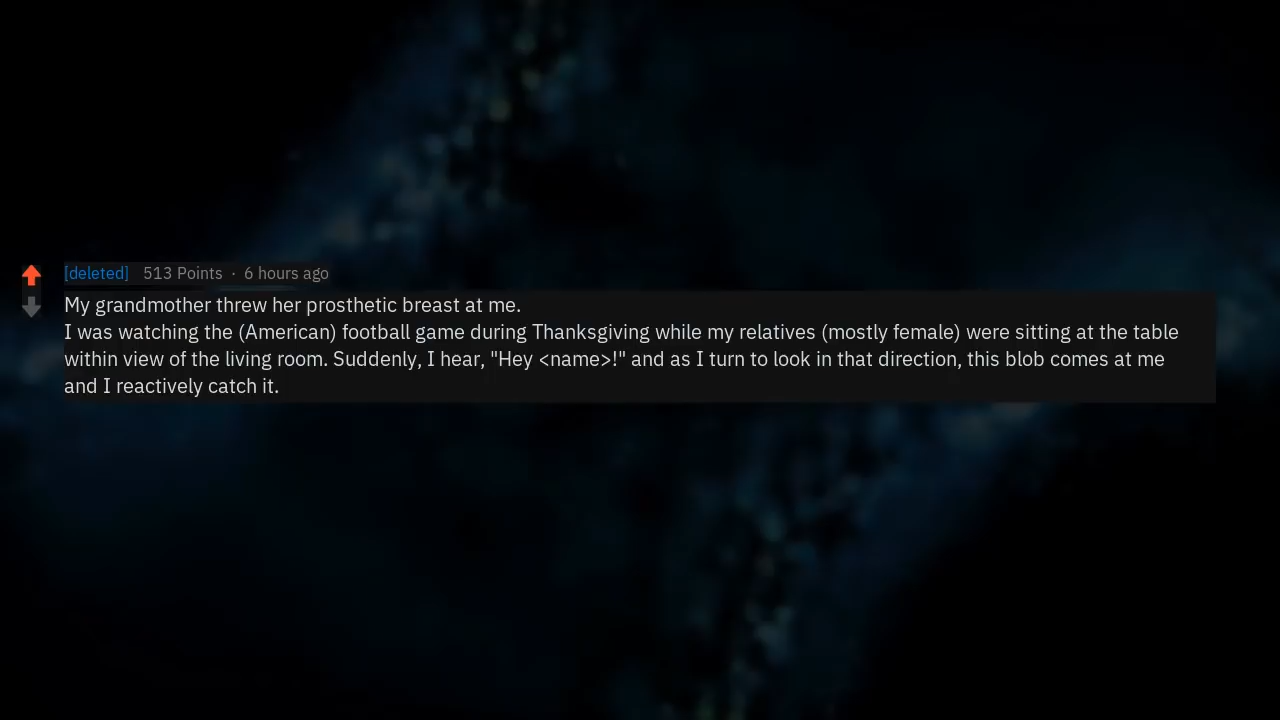 [deleted] 513 Points · 6 hours ago
My grandmother threw her prosthetic breast at me.
I was watching the (American) football game during Thanksgiving while my relatives (mostly female) were sitting at the table
within view of the living room. Suddenly, I hear, "Hey <name>!" and as I turn to look in that direction, this blob comes at me
and I reactively catch it.